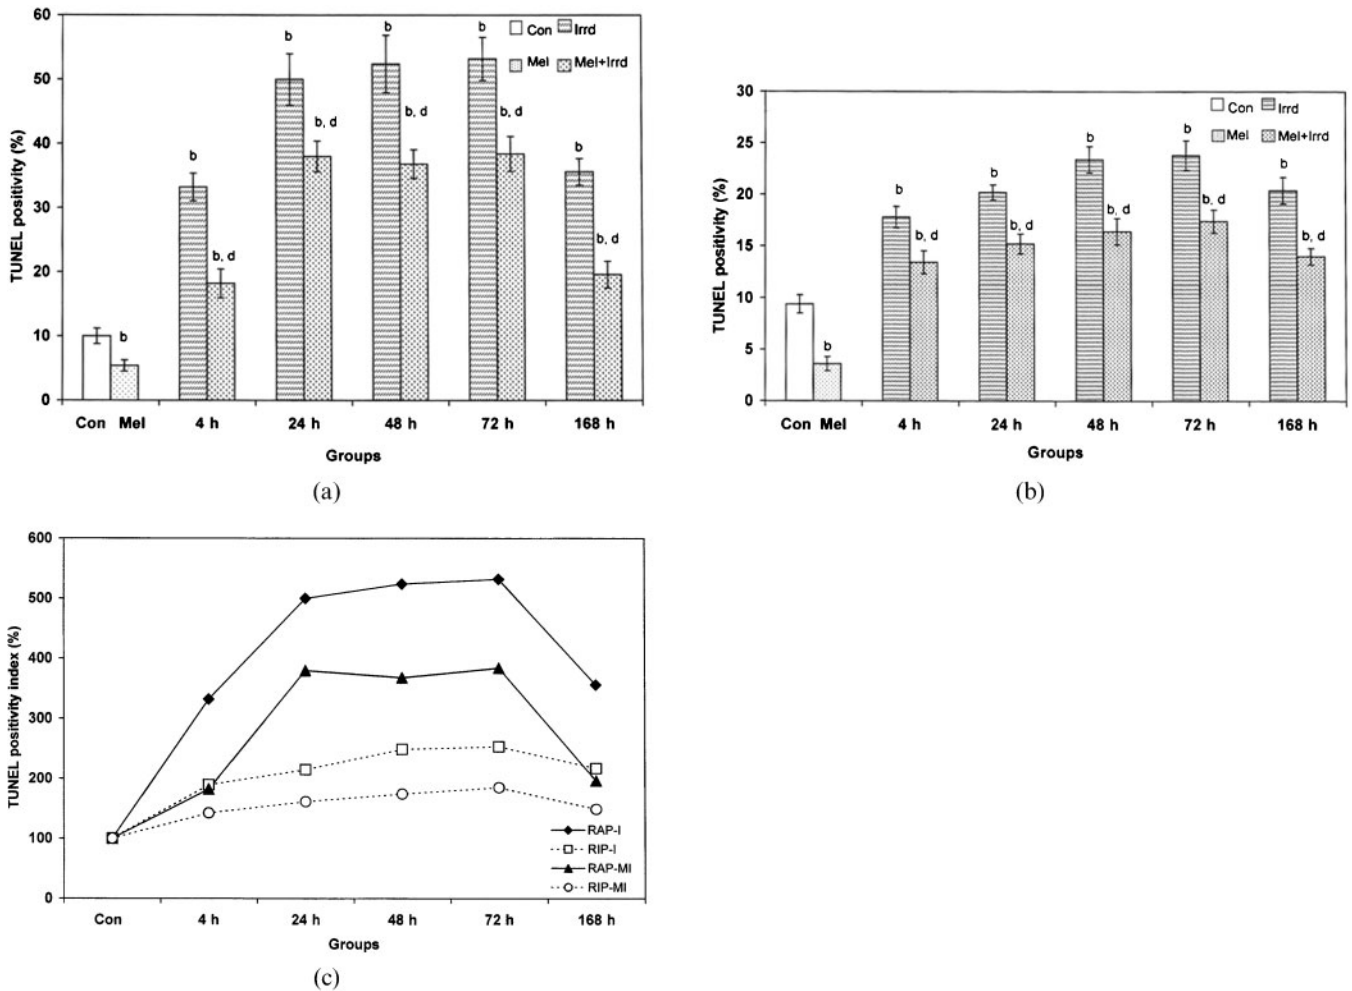 60
50
40
30
20
10
0
TUNEL positivity (%)
Con Irrd
Mel Mel+Irrd
b
b
b
b
b
b
b, d
b, d
b, d
b, d
b, d
Con Mel 4 h 24 h 48 h 72 h 168 h
Groups
(a)
30
25
20
15
10
5
0
TUNEL positivity (%)
Con Irrd
Mel Mel+Irrd
b
b
b
b
b
b
b, d
b, d
b, d
b, d
b, d
Con Mel 4 h 24 h 48 h 72 h 168 h
Groups
(b)
600
500
400
300
200
100
0
TUNEL positivity index (%)
RAP-I
RIP-I
RAP-MI
RIP-MI
Con 4 h 24 h 48 h 72 h 168 h
Groups
(c)